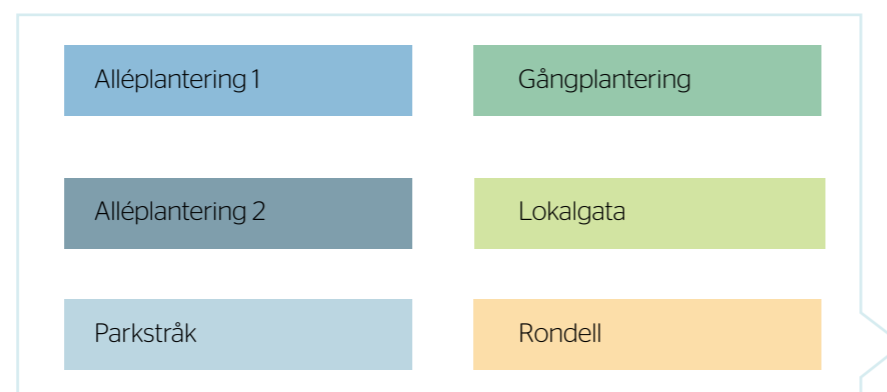 Alléplantering 1
Gångplantering
Alléplantering 2
Lokalgata
Parkstråk
Rondell